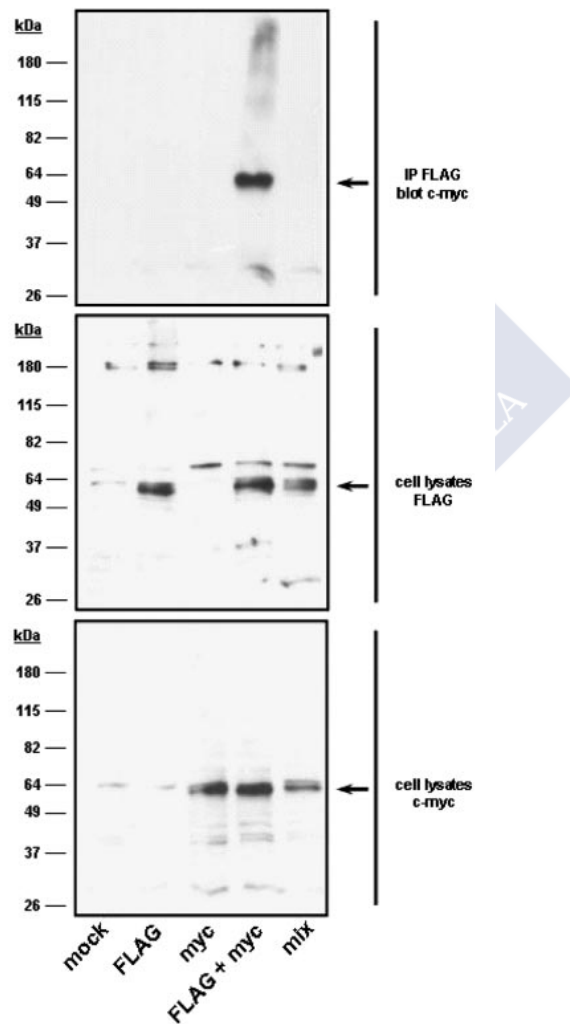 kDa
180
115
82
64
49
37
26
IP FLAG
blot c-myc
kDa
180
115
82
64
49
37
26
cell lysates
FLAG
kDa
180
115
82
64
49
37
26
cell lysates
c-myc
mock
FLAG
myc
FLAG + myc
mix